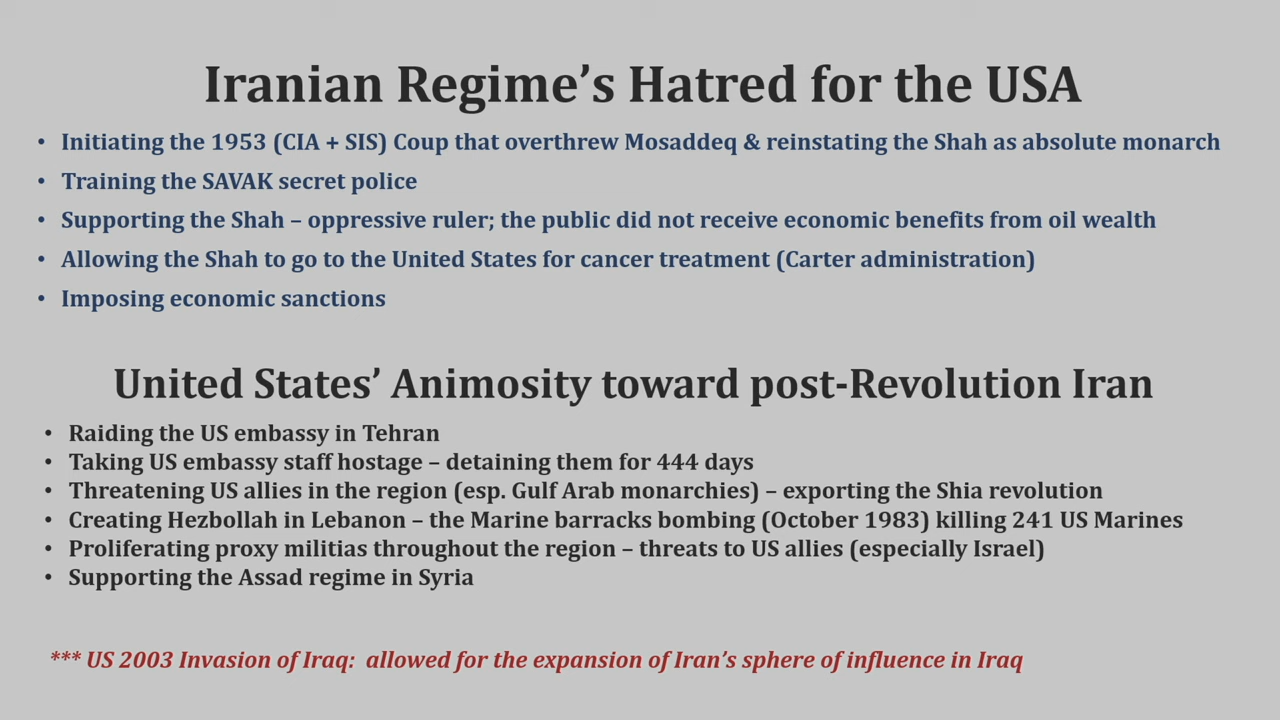 Iranian Regime's Hatred for the USA
• Initiating the 1953 (CIA + SIS) Coup that overthrew Mosaddeq & reinstating the Shah as absolute monarch
• Training the SAVAK secret police
• Supporting the Shah – oppressive ruler; the public did not receive economic benefits from oil wealth
• Allowing the Shah to go to the United States for cancer treatment (Carter administration)
• Imposing economic sanctions
United States' Animosity toward post-Revolution Iran
• Raiding the US embassy in Tehran
• Taking US embassy staff hostage – detaining them for 444 days
• Threatening US allies in the region (esp. Gulf Arab monarchies) – exporting the Shia revolution
• Creating Hezbollah in Lebanon – the Marine barracks bombing (October 1983) killing 241 US Marines
• Proliferating proxy militias throughout the region – threats to US allies (especially Israel)
• Supporting the Assad regime in Syria
*** US 2003 Invasion of Iraq: allowed for the expansion of Iran's sphere of influence in Iraq